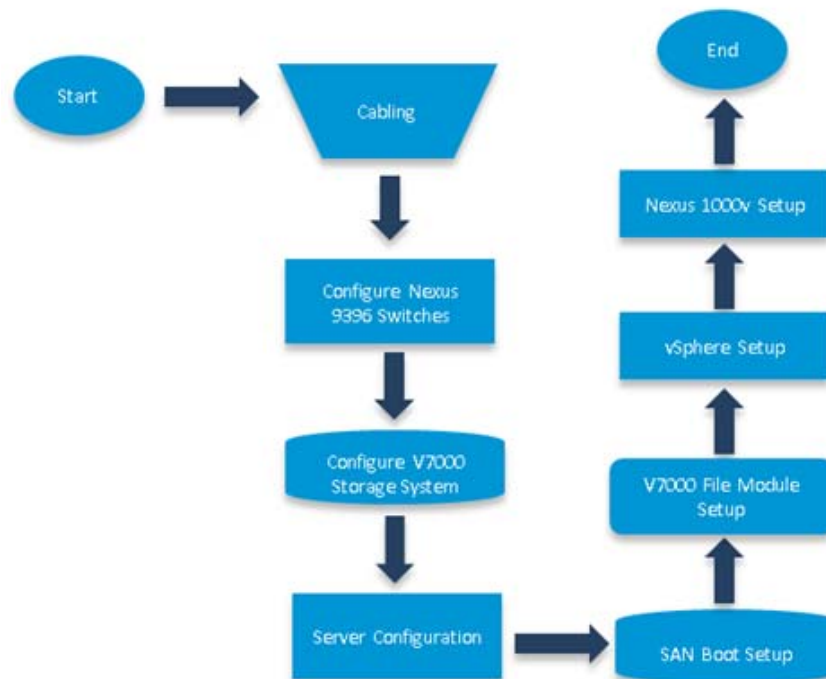 Start
Cabling
Configure Nexus
9396 Switches
Configure V7000
Storage System
Server Configuration
SAN Boot Setup
V7000 File Module
Setup
vSphere Setup
Nexus 1000v Setup
End